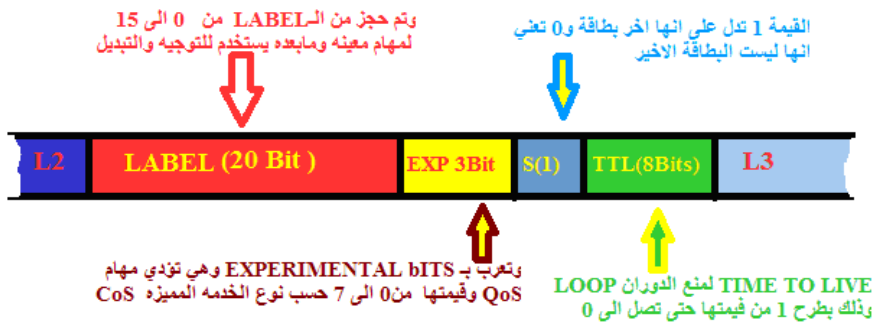 وتم حجز من الـLABEL من 0 الى 15
لمهام معينه ومابعده يستخدم للتوجيه والتبديل
القيمة 1 تدل على انها اخر بطاقة و0 تعني
انها ليست البطاقة الاخير
L2 LABEL (20 Bit ) EXP 3Bit S(1) TTL(8Bits) L3
وتعرب بـ EXPERIMENTAL bITS وهي تؤدي مهام
QoS وقيمتها من0 الى 7 حسب نوع الخدمه المميزه CoS
TIME TO LIVE لمنع الدوران LOOP
وذلك بطرح 1 من قيمتها حتى تصل الى 0